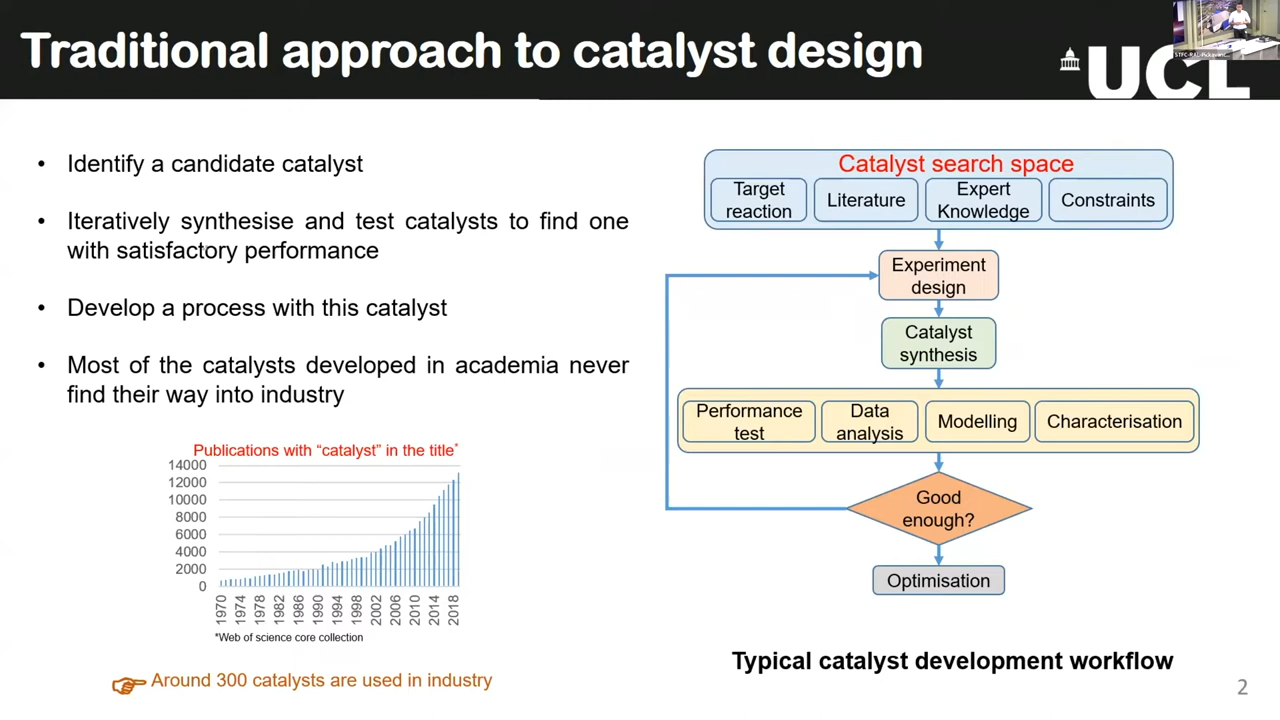 Traditional approach to catalyst design
UCL
• Identify a candidate catalyst
• Iteratively synthesise and test catalysts to find one
with satisfactory performance
• Develop a process with this catalyst
• Most of the catalysts developed in academia never
find their way into industry
Publications with “catalyst” in the title*
14000
12000
10000
8000
6000
4000
2000
0
1970
1974
1978
1982
1986
1990
1994
1998
2002
2006
2010
2014
2018
*Web of science core collection
Around 300 catalysts are used in industry
Catalyst search space
Target
reaction
Literature
Expert
Knowledge
Constraints
Experiment
design
Catalyst
synthesis
Performance
test
Data
analysis
Modelling
Characterisation
Good
enough?
Optimisation
Typical catalyst development workflow
2